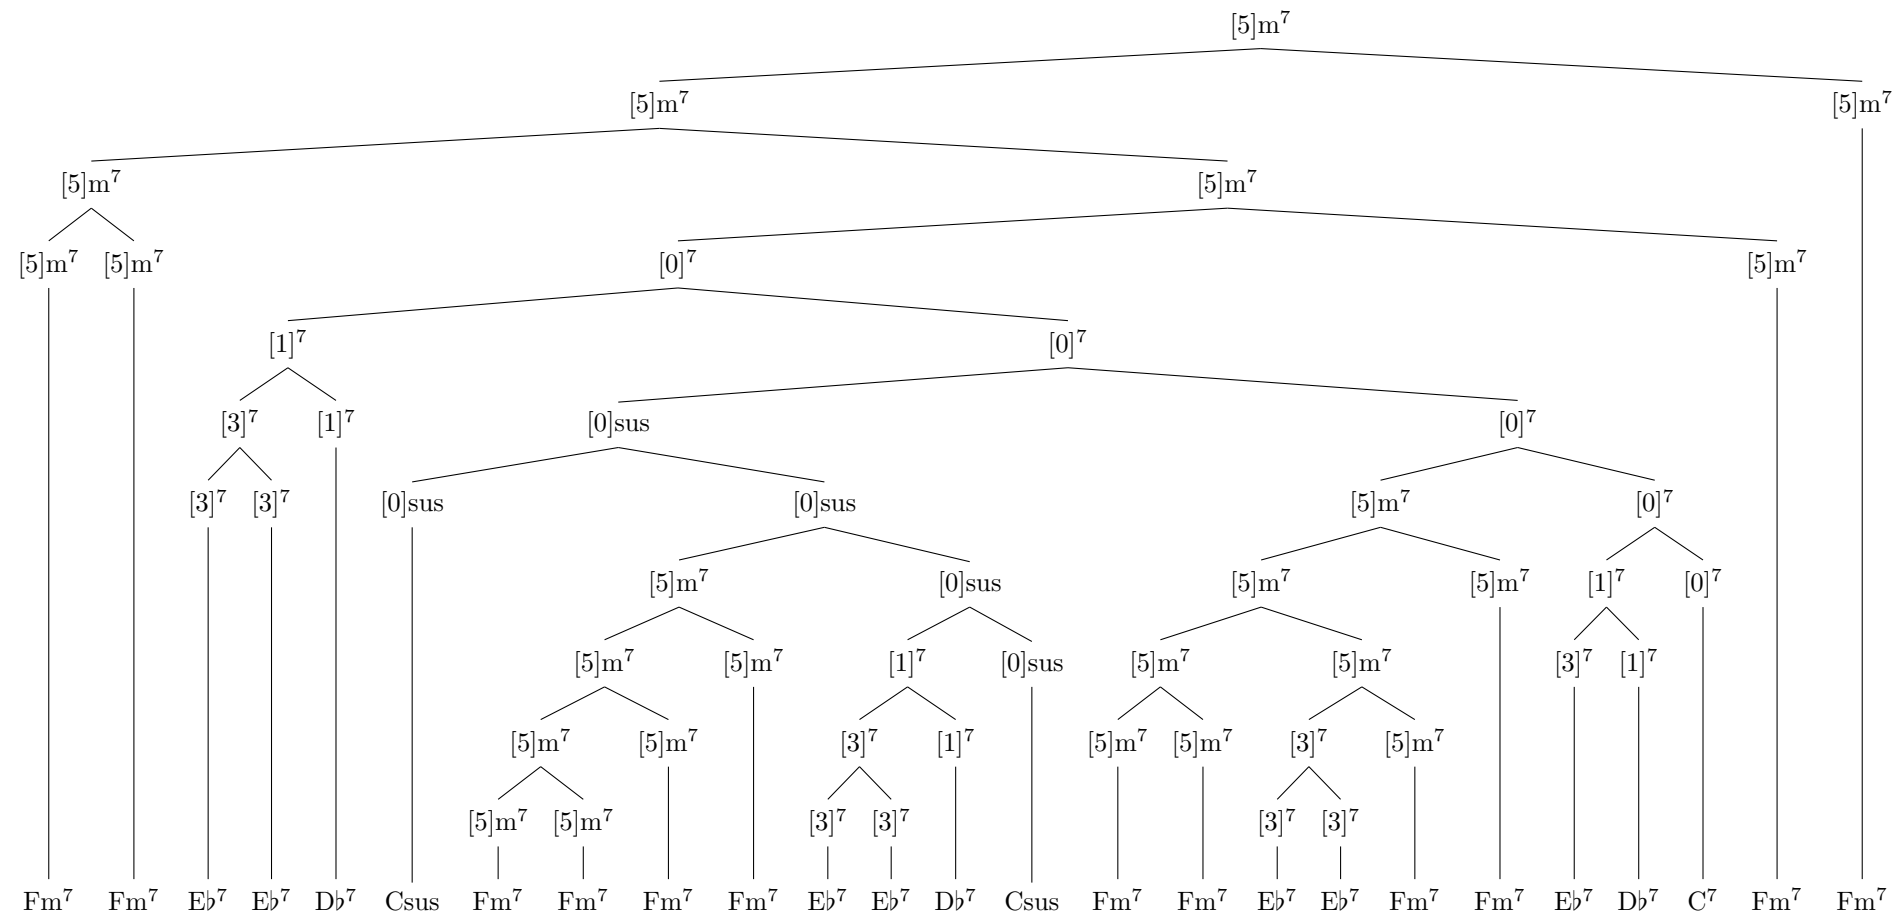 [5]m⁷
[5]m⁷ [5]m⁷
[5]m⁷ [5]m⁷
[5]m⁷ [5]m⁷ [0]⁷ [5]m⁷
[1]⁷ [0]⁷
[3]⁷ [1]⁷ [0]sus [0]⁷
[3]⁷ [3]⁷ [0]sus [0]sus [5]m⁷ [0]⁷
[5]m⁷ [0]sus [5]m⁷ [5]m⁷ [1]⁷ [0]⁷
[5]m⁷ [5]m⁷ [1]⁷ [0]sus [5]m⁷ [5]m⁷ [3]⁷ [1]⁷
[5]m⁷ [5]m⁷ [3]⁷ [1]⁷ [5]m⁷ [5]m⁷ [3]⁷ [5]m⁷
[5]m⁷ [5]m⁷ [3]⁷ [3]⁷ [3]⁷ [3]⁷
Fm⁷ Fm⁷ E♭⁷ E♭⁷ D♭⁷ Csus Fm⁷ Fm⁷ Fm⁷ Fm⁷ E♭⁷ E♭⁷ D♭⁷ Csus Fm⁷ Fm⁷ E♭⁷ E♭⁷ Fm⁷ Fm⁷ E♭⁷ D♭⁷ C⁷ Fm⁷ Fm⁷